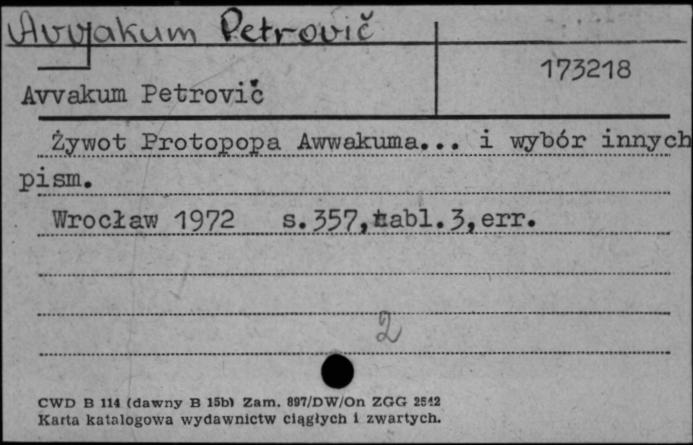 Avvakum Petrovič
173218
Avvakum Petrovič
Żywot Protopopa Awwakuma... i wybór innych
pism.
Wrocław 1972 s.357,tabl.3,err.
2
CWD B 114 (dawny B 15b) Zam. 897/DW/On ZGG 2512
Karta katalogowa wydawnictw ciągłych i zwartych.